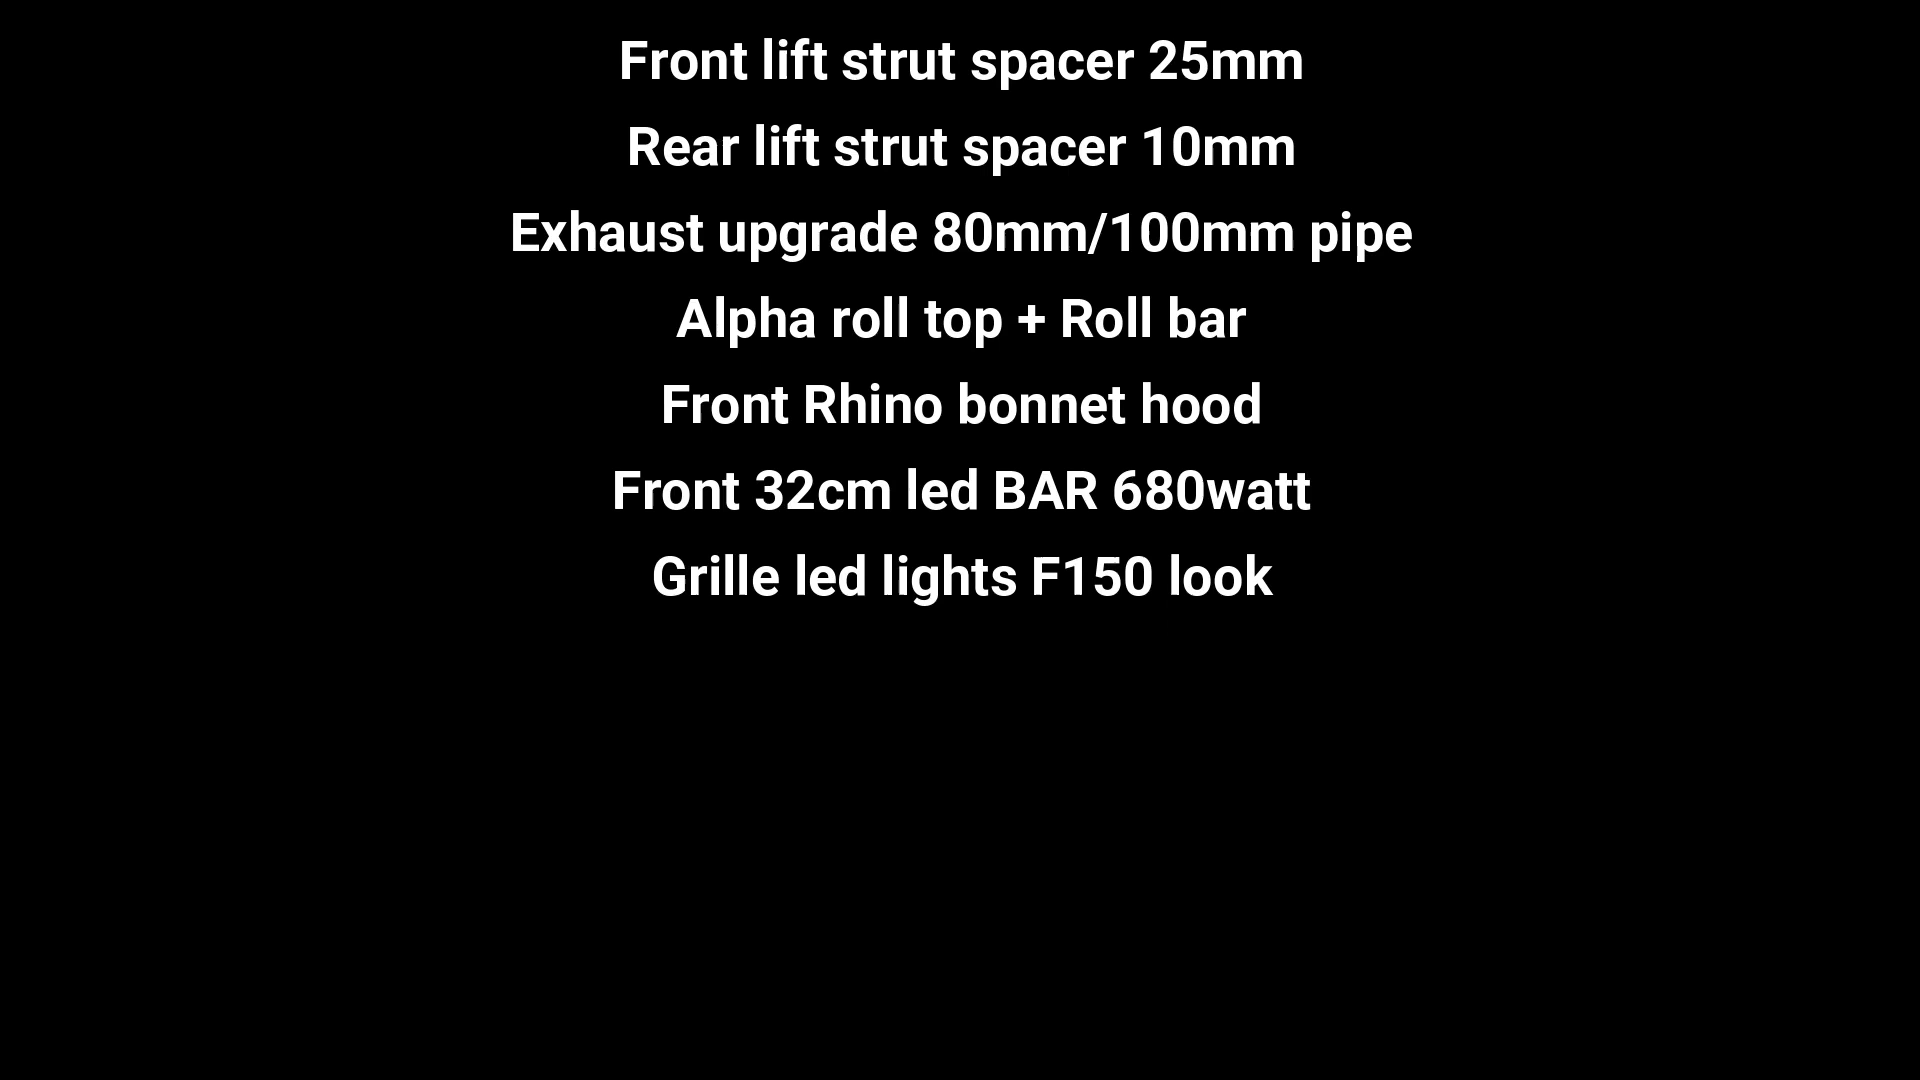 Front lift strut spacer 25mm
Rear lift strut spacer 10mm
Exhaust upgrade 80mm/100mm pipe
Alpha roll top + Roll bar
Front Rhino bonnet hood
Front 32cm led BAR 680watt
Grille led lights F150 look